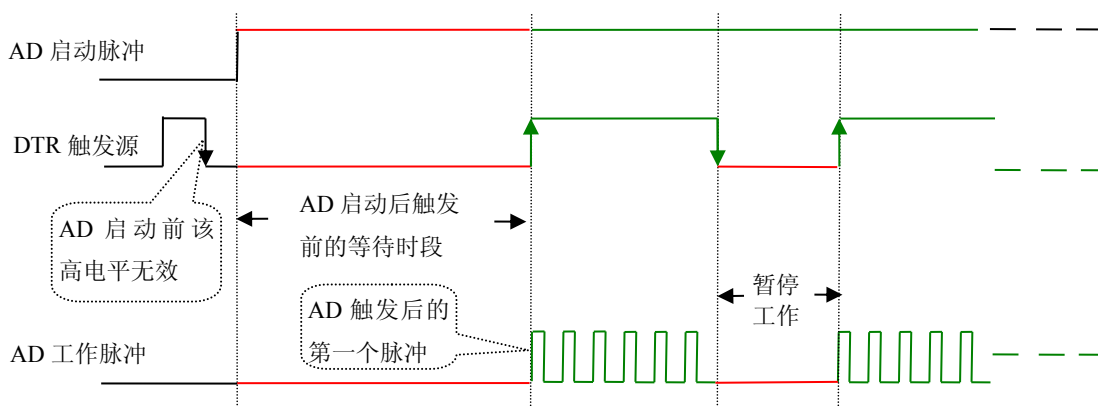 AD 启动脉冲
DTR 触发源
AD 启动前该
高电平无效
AD 启动后触发
前的等待时段
AD 触发后的
第一个脉冲
暂停
工作
AD 工作脉冲